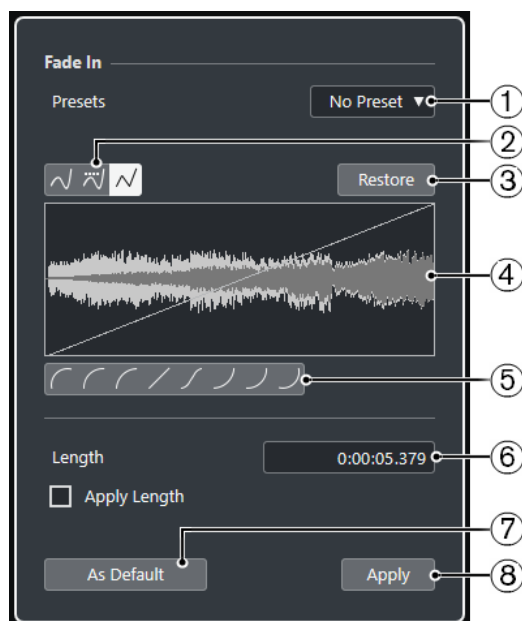 Fade In
Presets
No Preset
1
2
Restore
3
4
5
Length
0:00:05.379
6
Apply Length
7
As Default
Apply
8